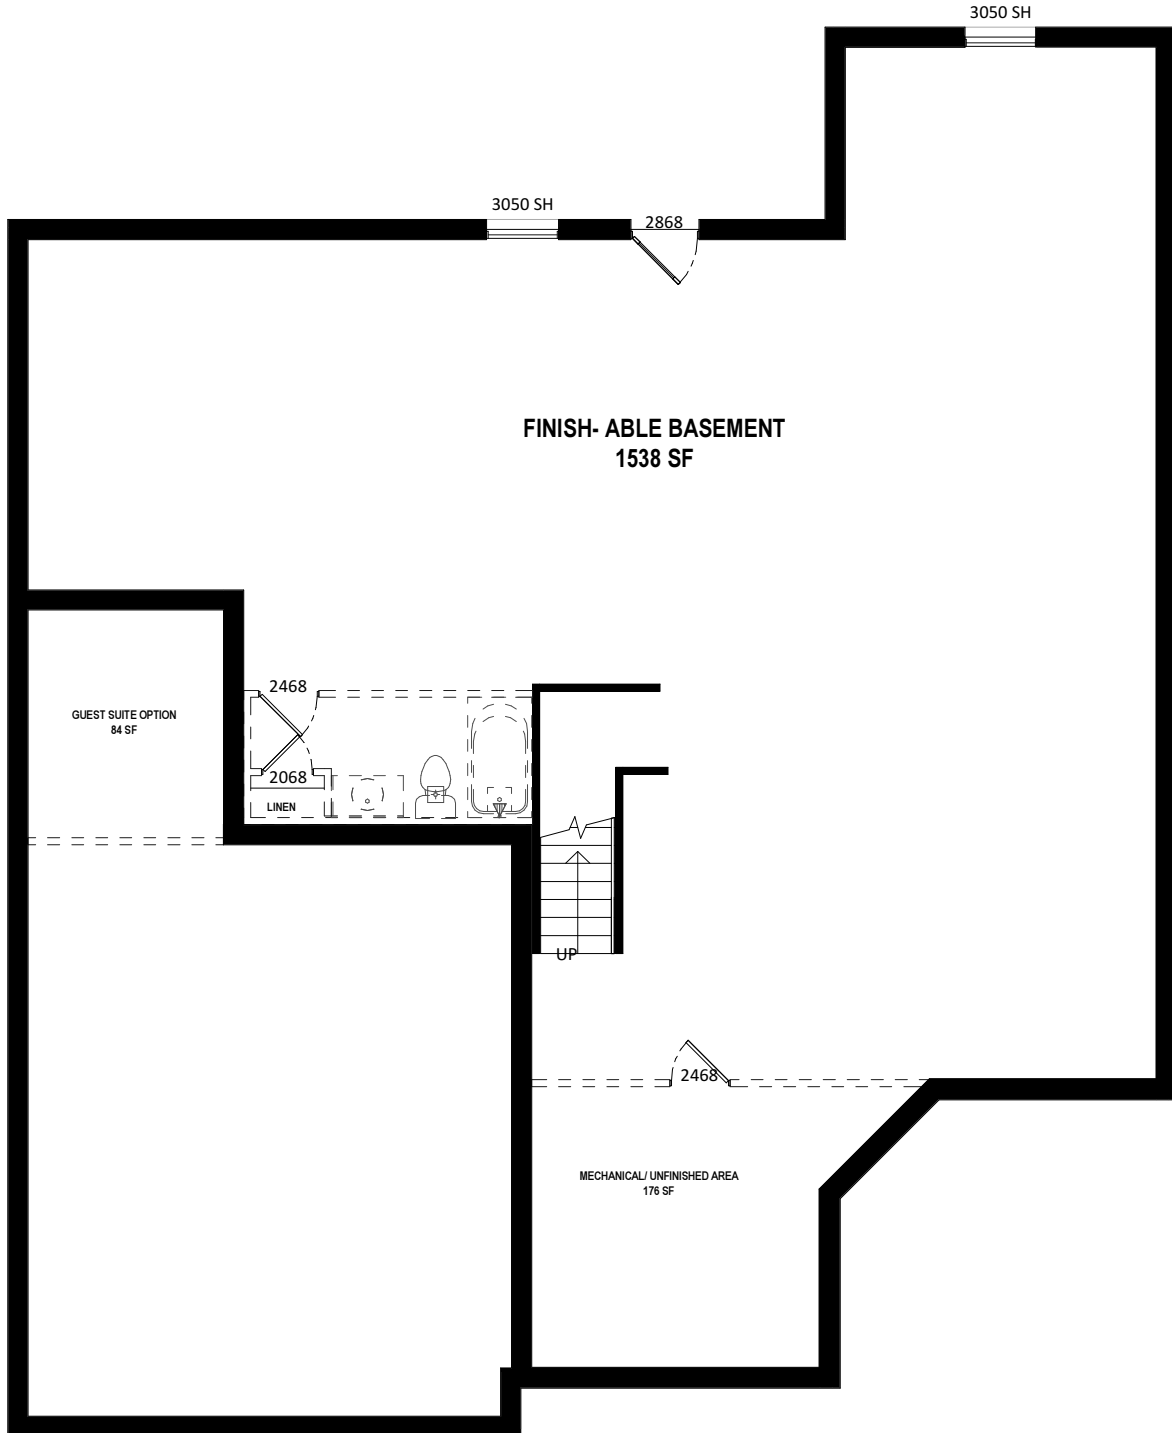 3050 SH
3050 SH
2868
FINISH- ABLE BASEMENT
1538 SF
2468
GUEST SUITE OPTION
84 SF
2068
LINEN
UP
2468
MECHANICAL/ UNFINISHED AREA
176 SF